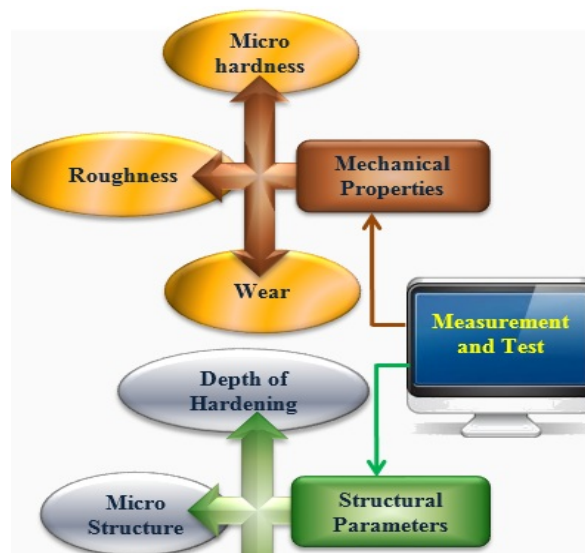 Micro
hardness
Roughness
Mechanical
Properties
Wear
Measurement
and Test
Depth of
Hardening
Micro
Structure
Structural
Parameters